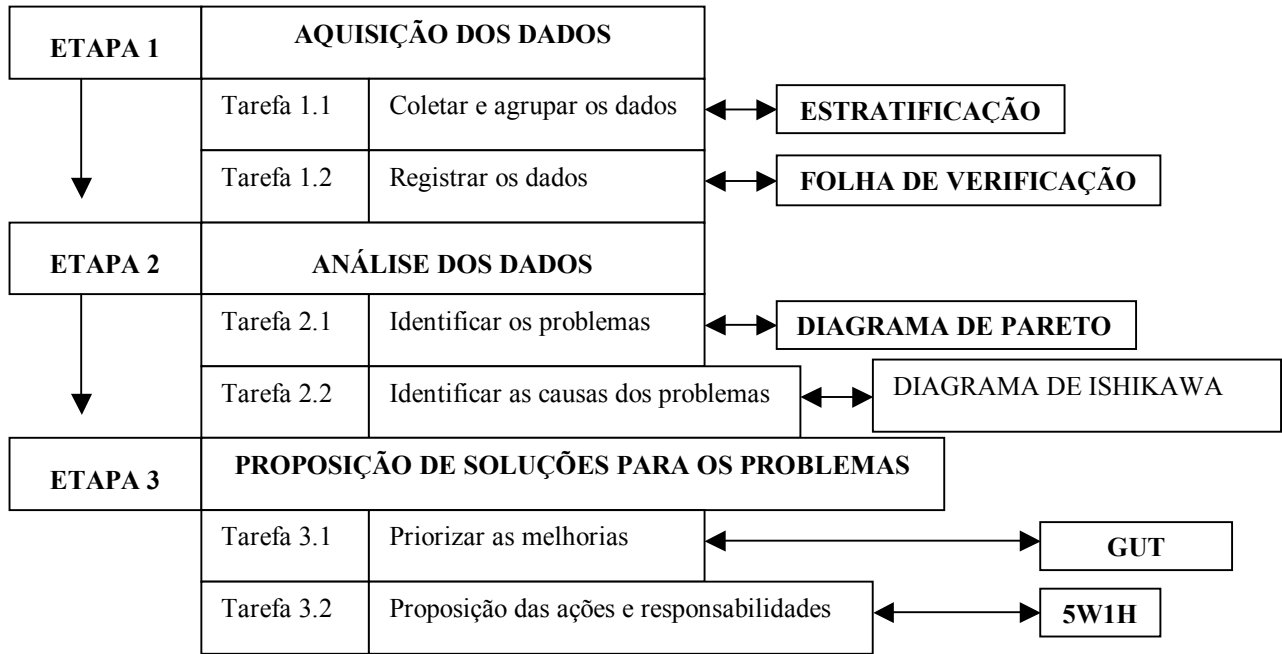 ETAPA 1
AQUISIÇÃO DOS DADOS
Tarefa 1.1
Coletar e agrupar os dados
ESTRATIFICAÇÃO
Tarefa 1.2
Registrar os dados
FOLHA DE VERIFICAÇÃO
ETAPA 2
ANÁLISE DOS DADOS
Tarefa 2.1
Identificar os problemas
DIAGRAMA DE PARETO
Tarefa 2.2
Identificar as causas dos problemas
DIAGRAMA DE ISHIKAWA
ETAPA 3
PROPOSIÇÃO DE SOLUÇÕES PARA OS PROBLEMAS
Tarefa 3.1
Priorizar as melhorias
GUT
Tarefa 3.2
Proposição das ações e responsabilidades
5W1H